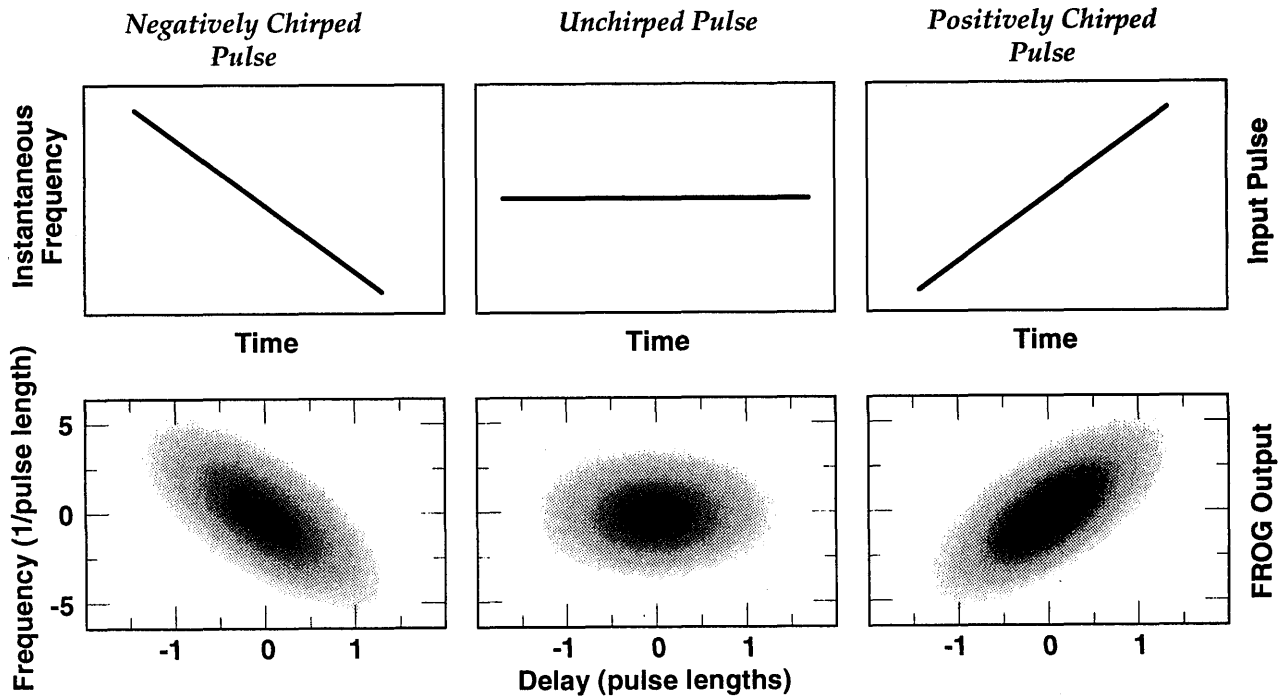 Negatively Chirped
Pulse
Unchirped Pulse
Positively Chirped
Pulse
Instantaneous
Frequency
Input Pulse
Time
Time
Time
Frequency (1/pulse length)
5
0
-5
FROG Output
-1 0 1
-1 0 1
-1 0 1
Delay (pulse lengths)